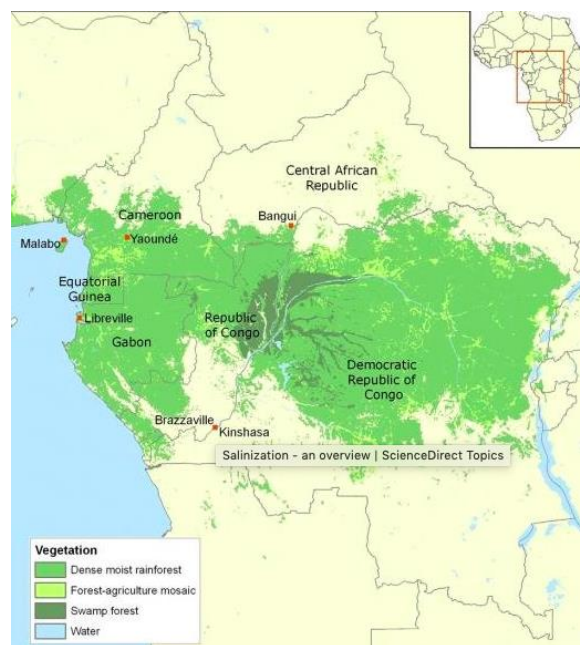 Central African
Republic
Cameroon
Bangui
Malabo
Yaoundé
Equatorial
Guinea
Libreville
Republic
of Congo
Gabon
Democratic
Republic of
Congo
Brazzaville
Kinshasa
Salinization - an overview | ScienceDirect Topics
Vegetation
Dense moist rainforest
Forest-agriculture mosaic
Swamp forest
Water